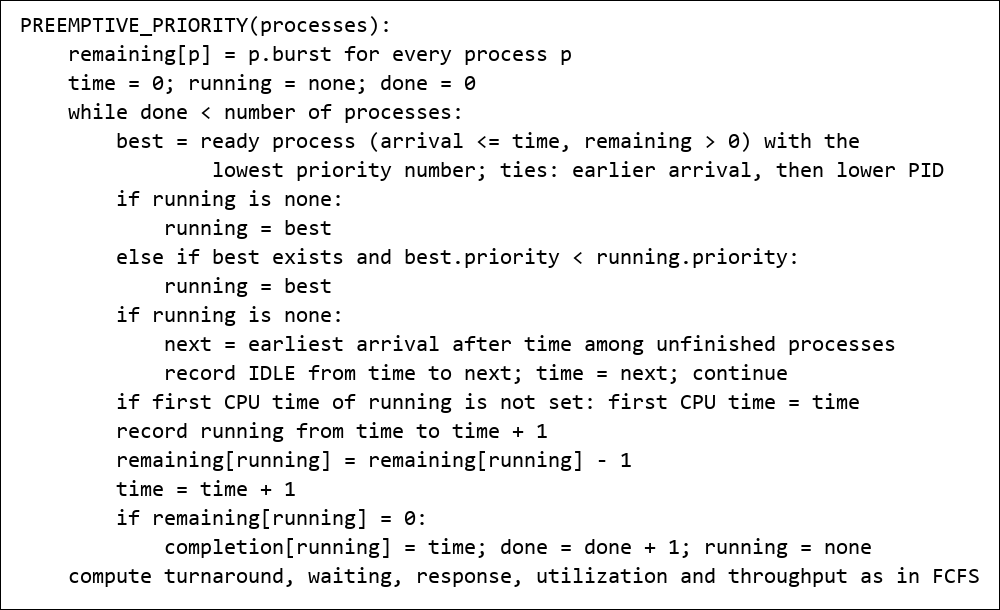 PREEMPTIVE_PRIORITY(processes):
    remaining[p] = p.burst for every process p
    time = 0; running = none; done = 0
    while done < number of processes:
        best = ready process (arrival <= time, remaining > 0) with the
                lowest priority number; ties: earlier arrival, then lower PID
        if running is none:
            running = best
        else if best exists and best.priority < running.priority:
            running = best
        if running is none:
            next = earliest arrival after time among unfinished processes
            record IDLE from time to next; time = next; continue
        if first CPU time of running is not set: first CPU time = time
        record running from time to time + 1
        remaining[running] = remaining[running] - 1
        time = time + 1
        if remaining[running] = 0:
            completion[running] = time; done = done + 1; running = none
    compute turnaround, waiting, response, utilization and throughput as in FCFS